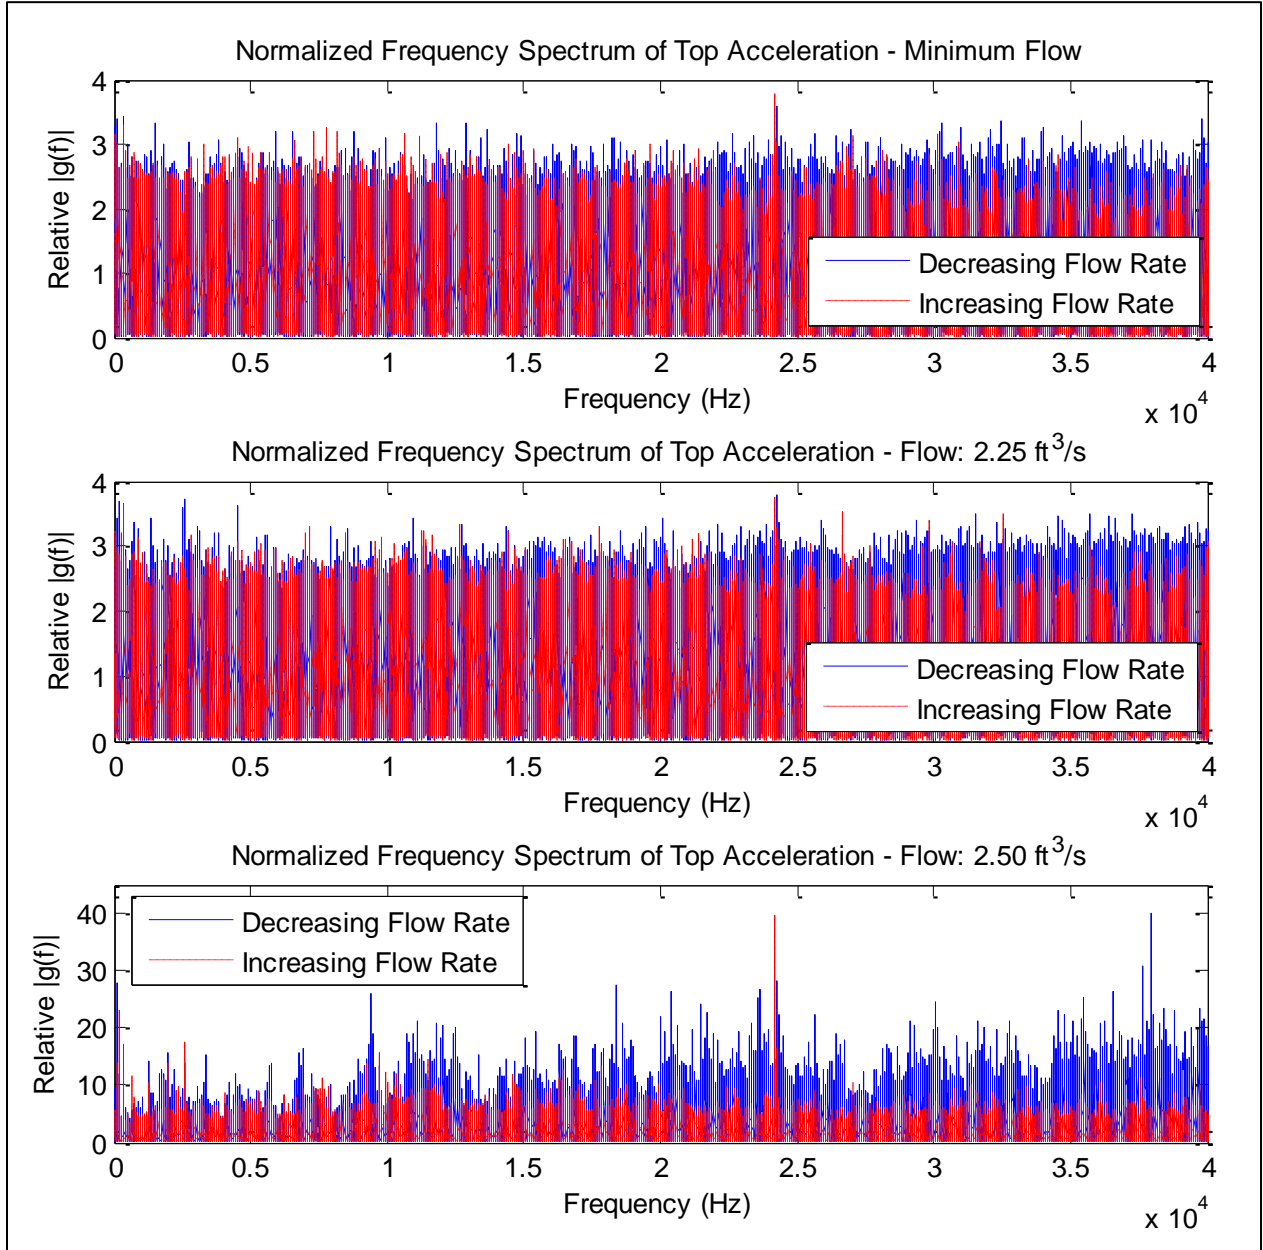 Normalized Frequency Spectrum of Top Acceleration - Minimum Flow
4
3
2
1
0
Relative |g(f)|
Decreasing Flow Rate
Increasing Flow Rate
0 0.5 1 1.5 2 2.5 3 3.5 4
Frequency (Hz)
x 10^4
Normalized Frequency Spectrum of Top Acceleration - Flow: 2.25 ft^3/s
4
3
2
1
0
Relative |g(f)|
Decreasing Flow Rate
Increasing Flow Rate
0 0.5 1 1.5 2 2.5 3 3.5 4
Frequency (Hz)
x 10^4
Normalized Frequency Spectrum of Top Acceleration - Flow: 2.50 ft^3/s
40
30
20
10
0
Relative |g(f)|
Decreasing Flow Rate
Increasing Flow Rate
0 0.5 1 1.5 2 2.5 3 3.5 4
Frequency (Hz)
x 10^4